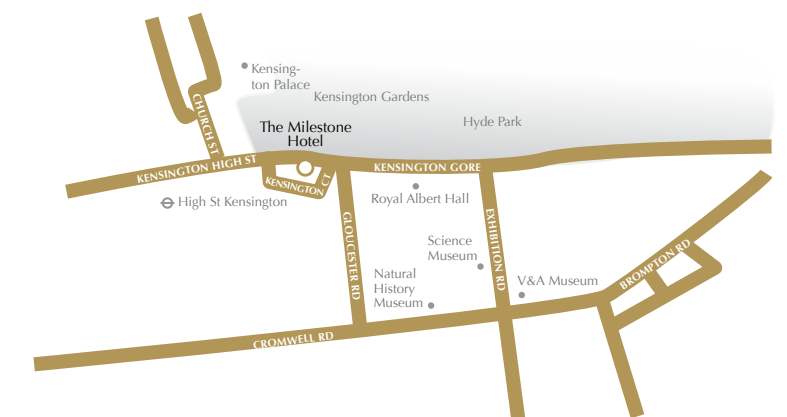 Kensing-
ton Palace
Kensington Gardens
Hyde Park
CHURCH ST
The Milestone
Hotel
KENSINGTON HIGH ST
KENSINGTON GORE
KENSINGTON CT
High St Kensington
Royal Albert Hall
GLOUCESTER RD
EXHIBITION RD
Science
Museum
BROMPTON RD
Natural
History
Museum
V&A Museum
CROMWELL RD